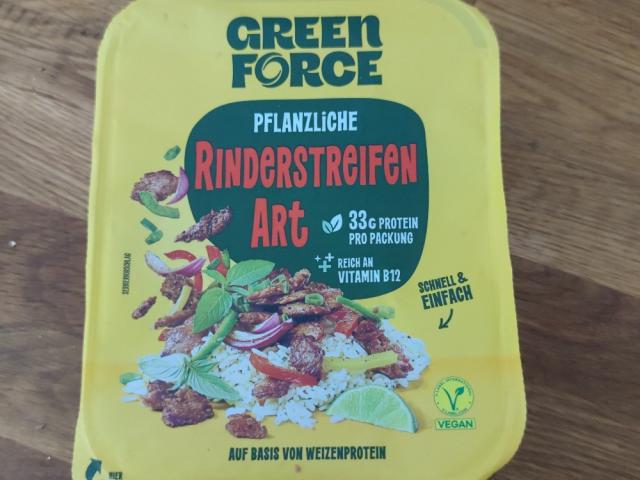 GREEN
FORCE
PFLANZLICHE
RINDERSTREIFEN
ART
33G PROTEIN
PRO PACKUNG
REICH AN
VITAMIN B12
SERVIERVORSCHLAG
SCHNELL &
EINFACH
VEGAN
AUF BASIS VON WEIZENPROTEIN
HIER